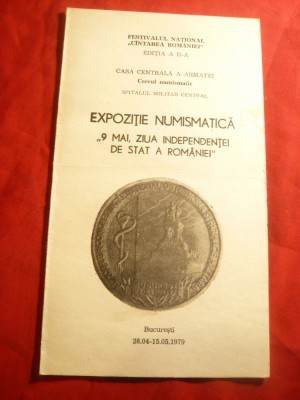 FESTIVALUL NAȚIONAL
„CÎNTAREA ROMÂNIEI”
EDIȚIA A II-A
CASA CENTRALĂ A ARMATEI
Cercul numismatic
SPITALUL MILITAR CENTRAL
EXPOZIȚIE NUMISMATICĂ
„9 MAI, ZIUA INDEPENDENȚEI
DE STAT A ROMÂNIEI”
București
28.04-15.05.1979